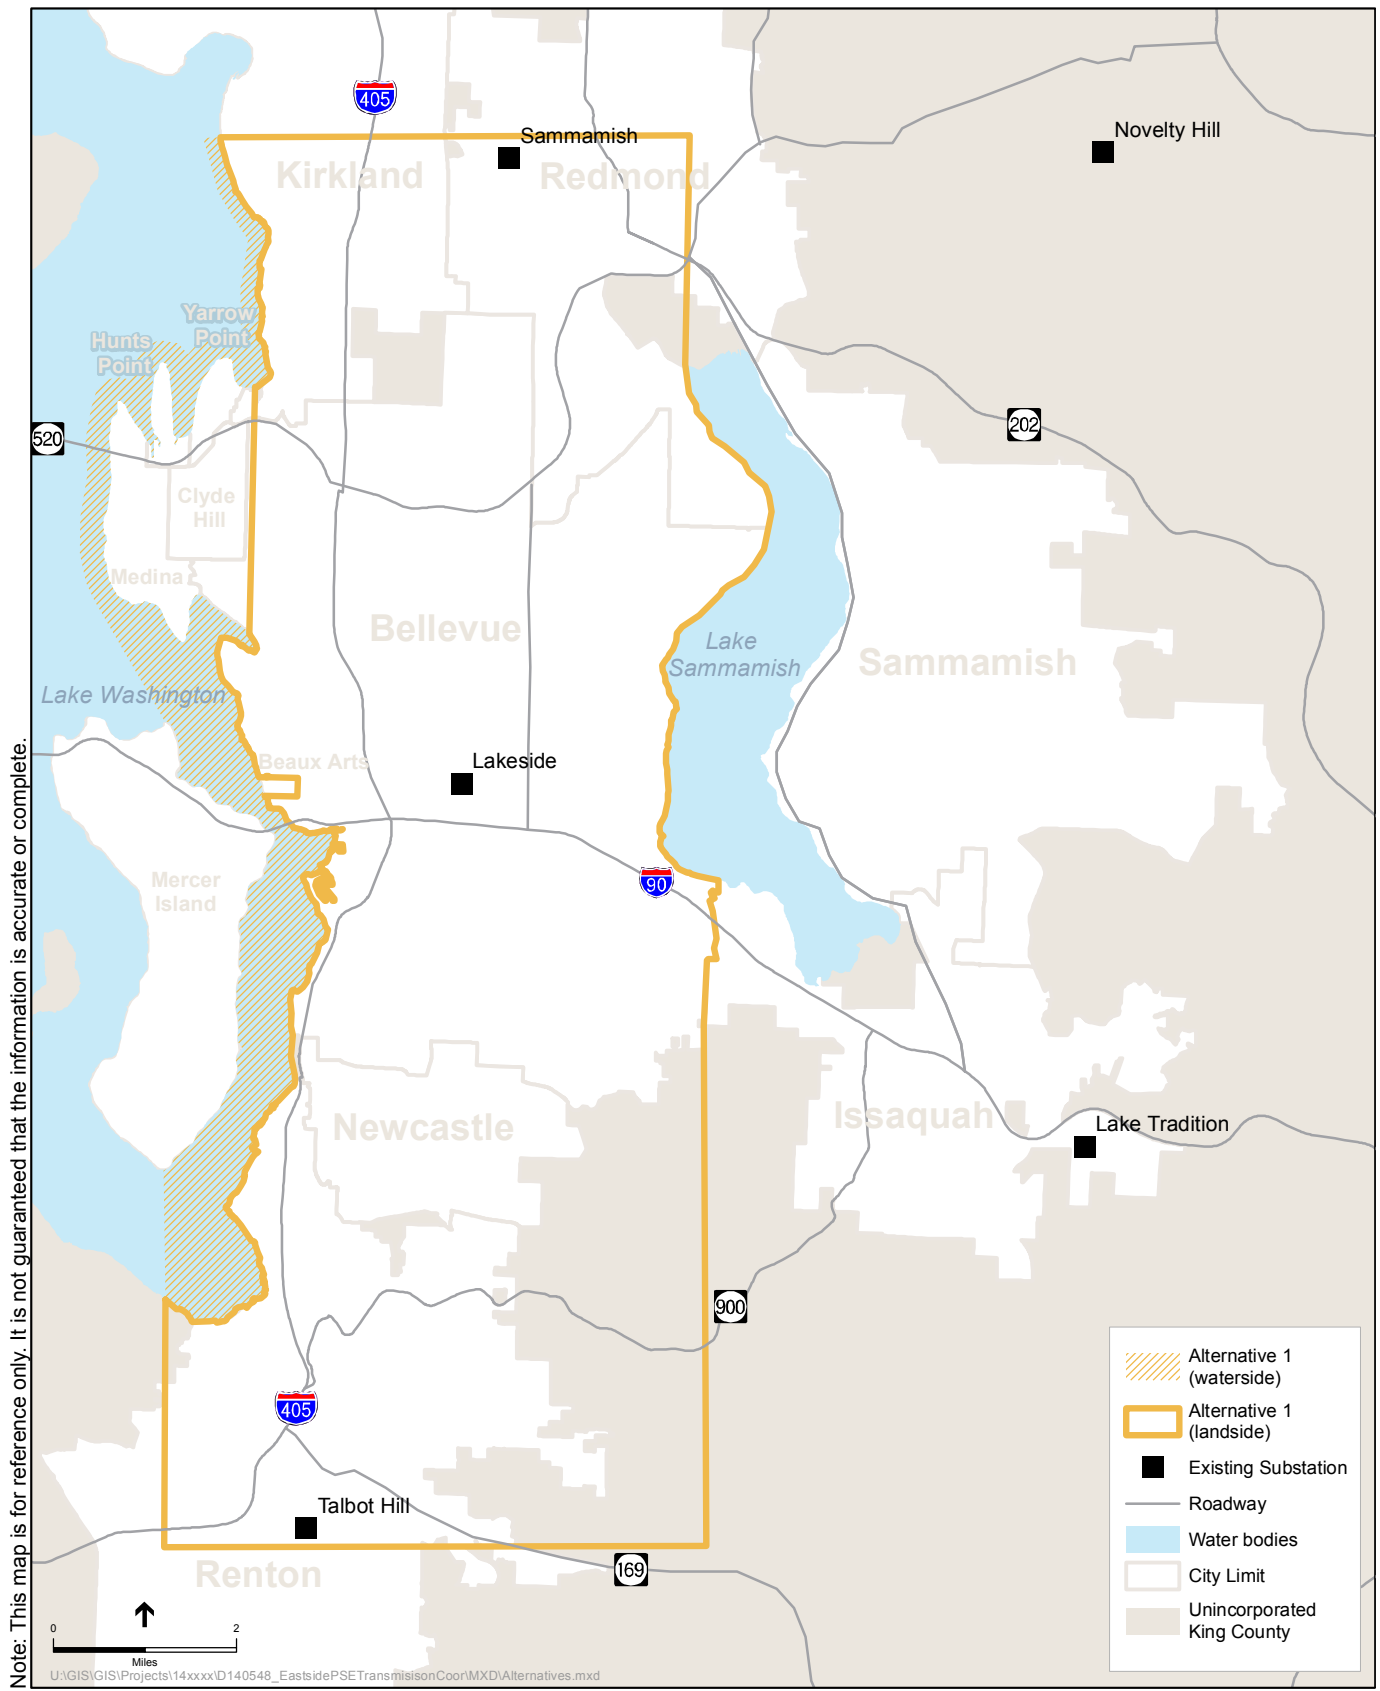 405
Sammamish
Novelty Hill
Kirkland
Redmond
Yarrow
Point
Hunts
Point
520
202
Clyde
Hill
Medina
Bellevue
Lake
Sammamish
Sammamish
Lake Washington
Beaux Arts
Lakeside
Mercer
Island
90
Newcastle
Issaquah
Lake Tradition
900
405
Talbot Hill
Renton
169
Alternative 1
(waterside)
Alternative 1
(landside)
Existing Substation
Roadway
Water bodies
City Limit
Unincorporated
King County
0 2
Miles
U:\GIS\GIS\Projects\14xxxx\D140548_EastsidePSETransmisisonCoor\MXD\Alternatives.mxd
Note: This map is for reference only. It is not guaranteed that the information is accurate or complete.